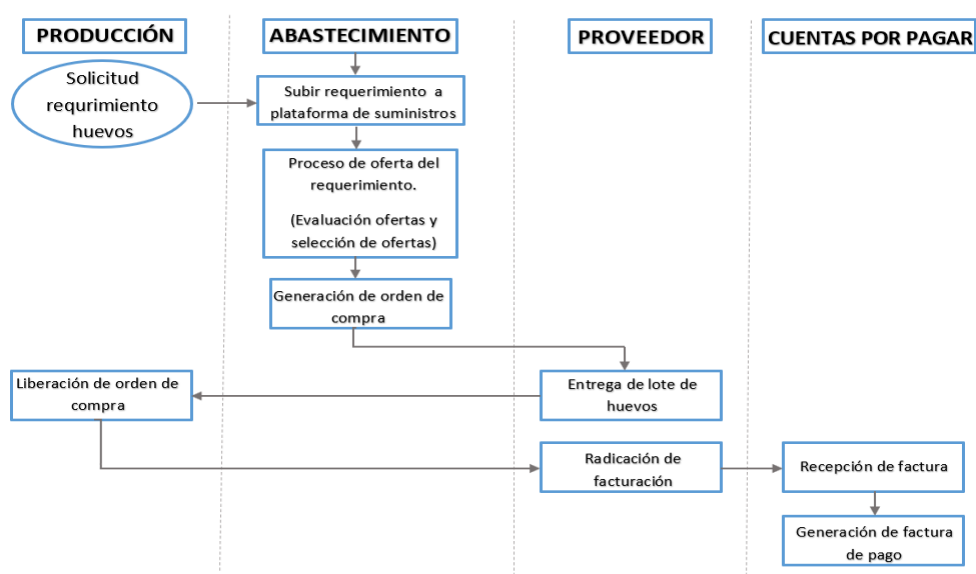 PRODUCCIÓN
ABASTECIMIENTO
PROVEEDOR
CUENTAS POR PAGAR
Solicitud
requrimiento
huevos
Subir requerimiento a
plataforma de suministros
Proceso de oferta del
requerimiento.
(Evaluación ofertas y
selección de ofertas)
Generación de orden de
compra
Liberación de orden de
compra
Entrega de lote de
huevos
Radicación de
facturación
Recepción de factura
Generación de factura
de pago